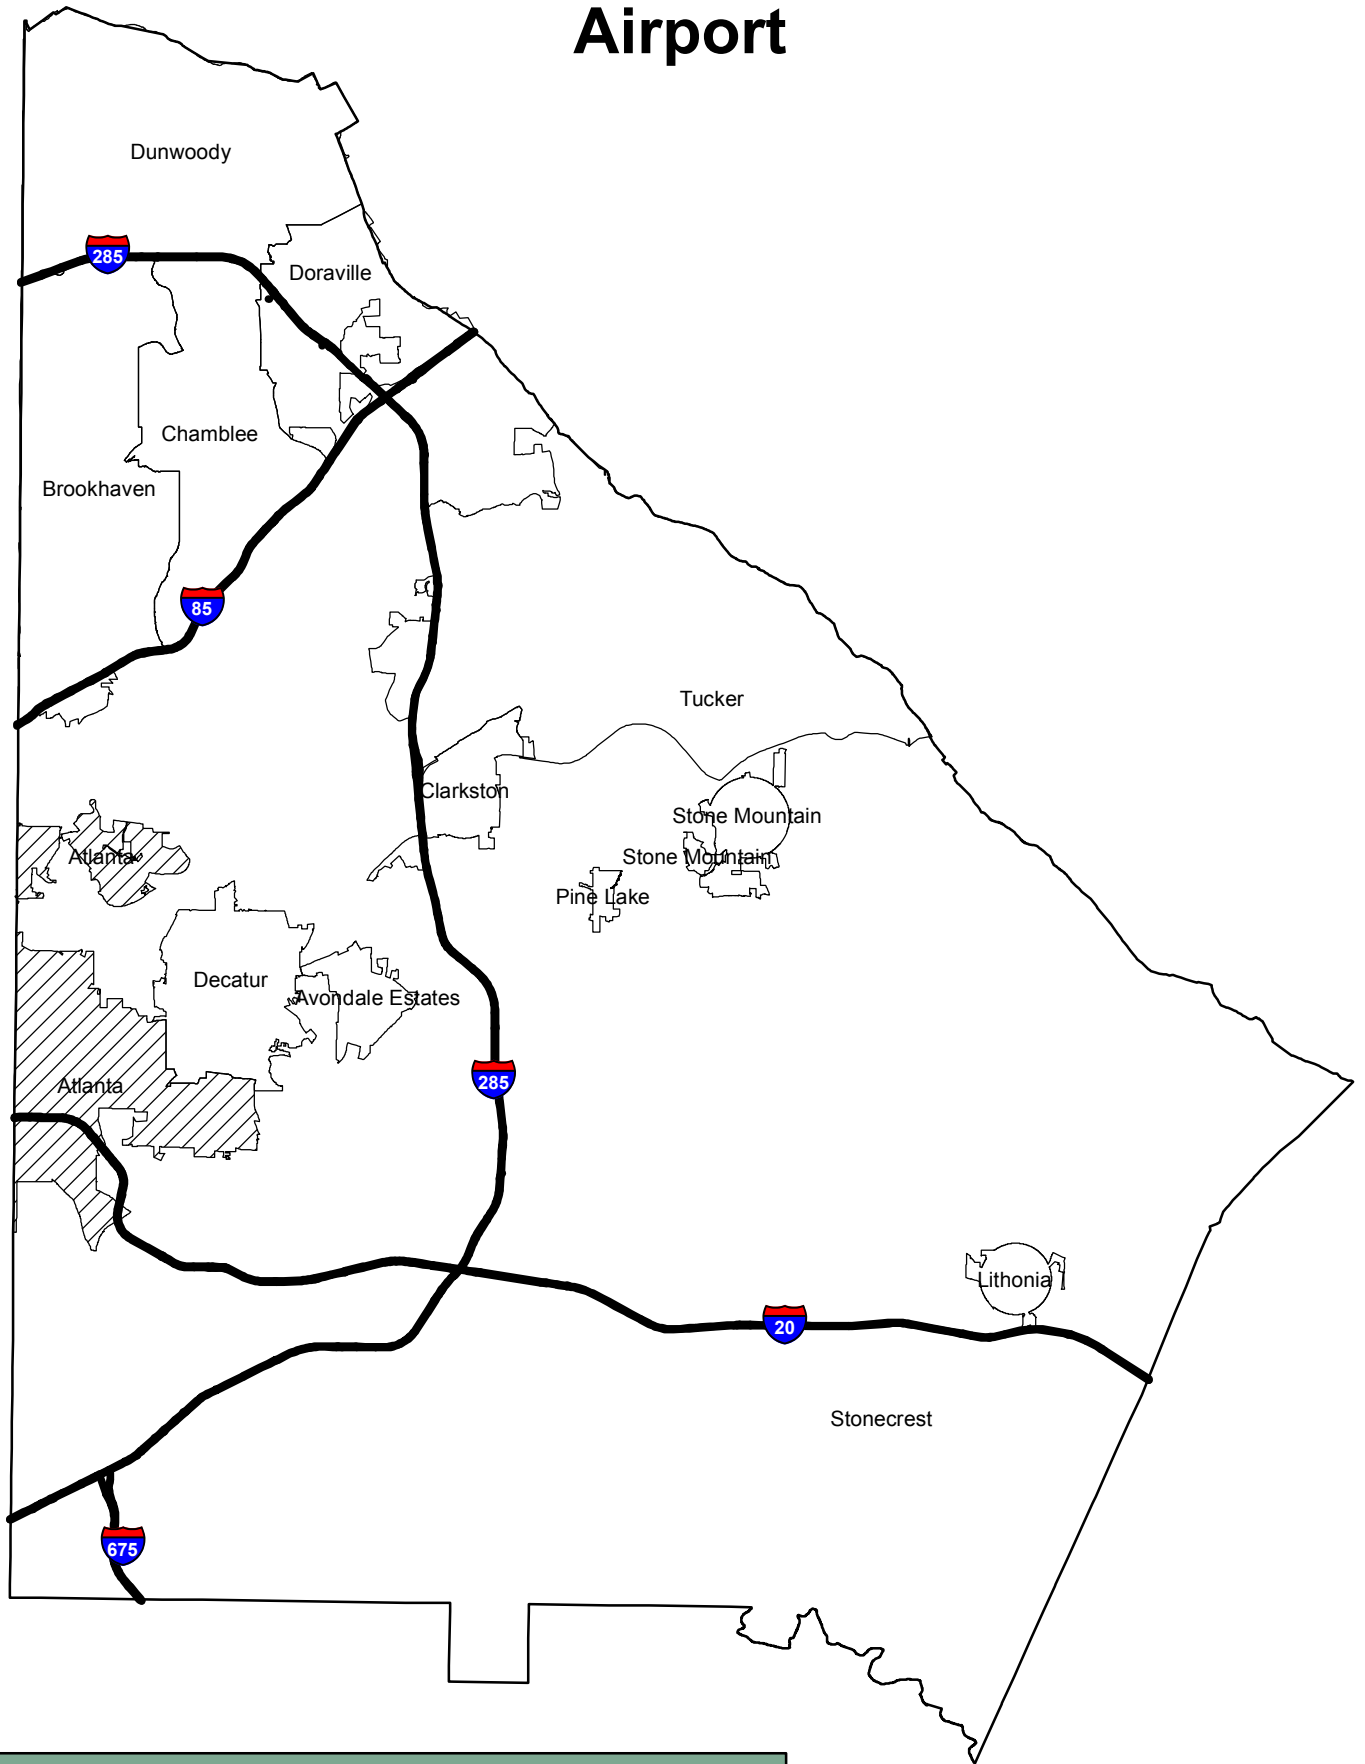 Airport
Dunwoody
285
Doraville
Chamblee
Brookhaven
85
Tucker
Clarkston
Stone Mountain
Atlanta
Stone Mountain
Pine Lake
Decatur
Avondale Estates
285
Atlanta
Lithonia
20
Stonecrest
675